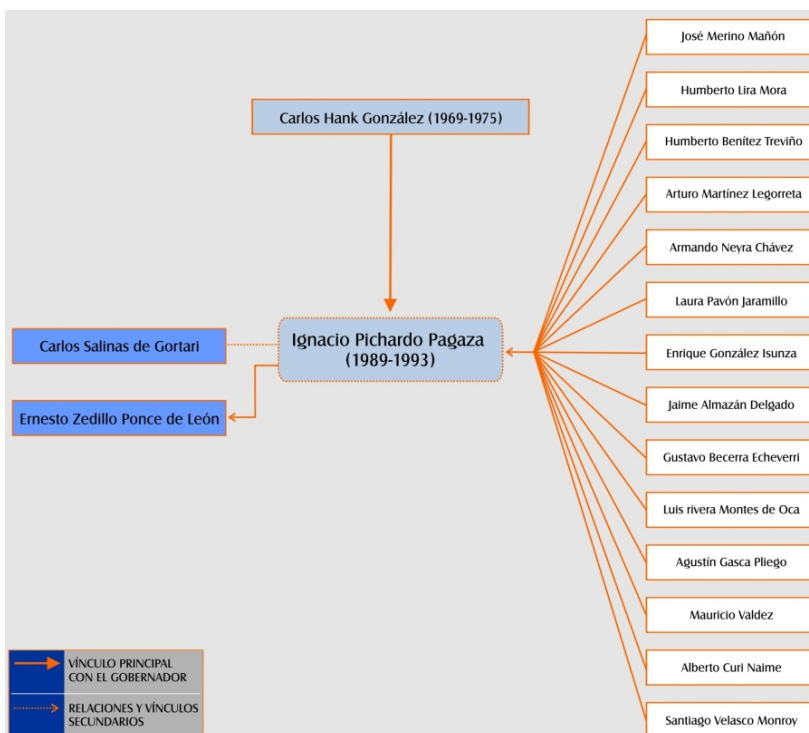 José Merino Mañón
Humberto Lira Mora
Carlos Hank González (1969-1975)
Humberto Benítez Treviño
Arturo Martínez Legorreta
Armando Neyra Chávez
Laura Pavón Jaramillo
Carlos Salinas de Gortari
Ignacio Pichardo Pagaza
(1989-1993)
Enrique González Isunza
Jaime Almazán Delgado
Ernesto Zedillo Ponce de León
Gustavo Becerra Echeverri
Luis rivera Montes de Oca
Agustín Gasca Pliego
Mauricio Valdez
Alberto Curi Naime
Santiago Velasco Monroy
VÍNCULO PRINCIPAL
CON EL GOBERNADOR
RELACIONES Y VÍNCULOS
SECUNDARIOS